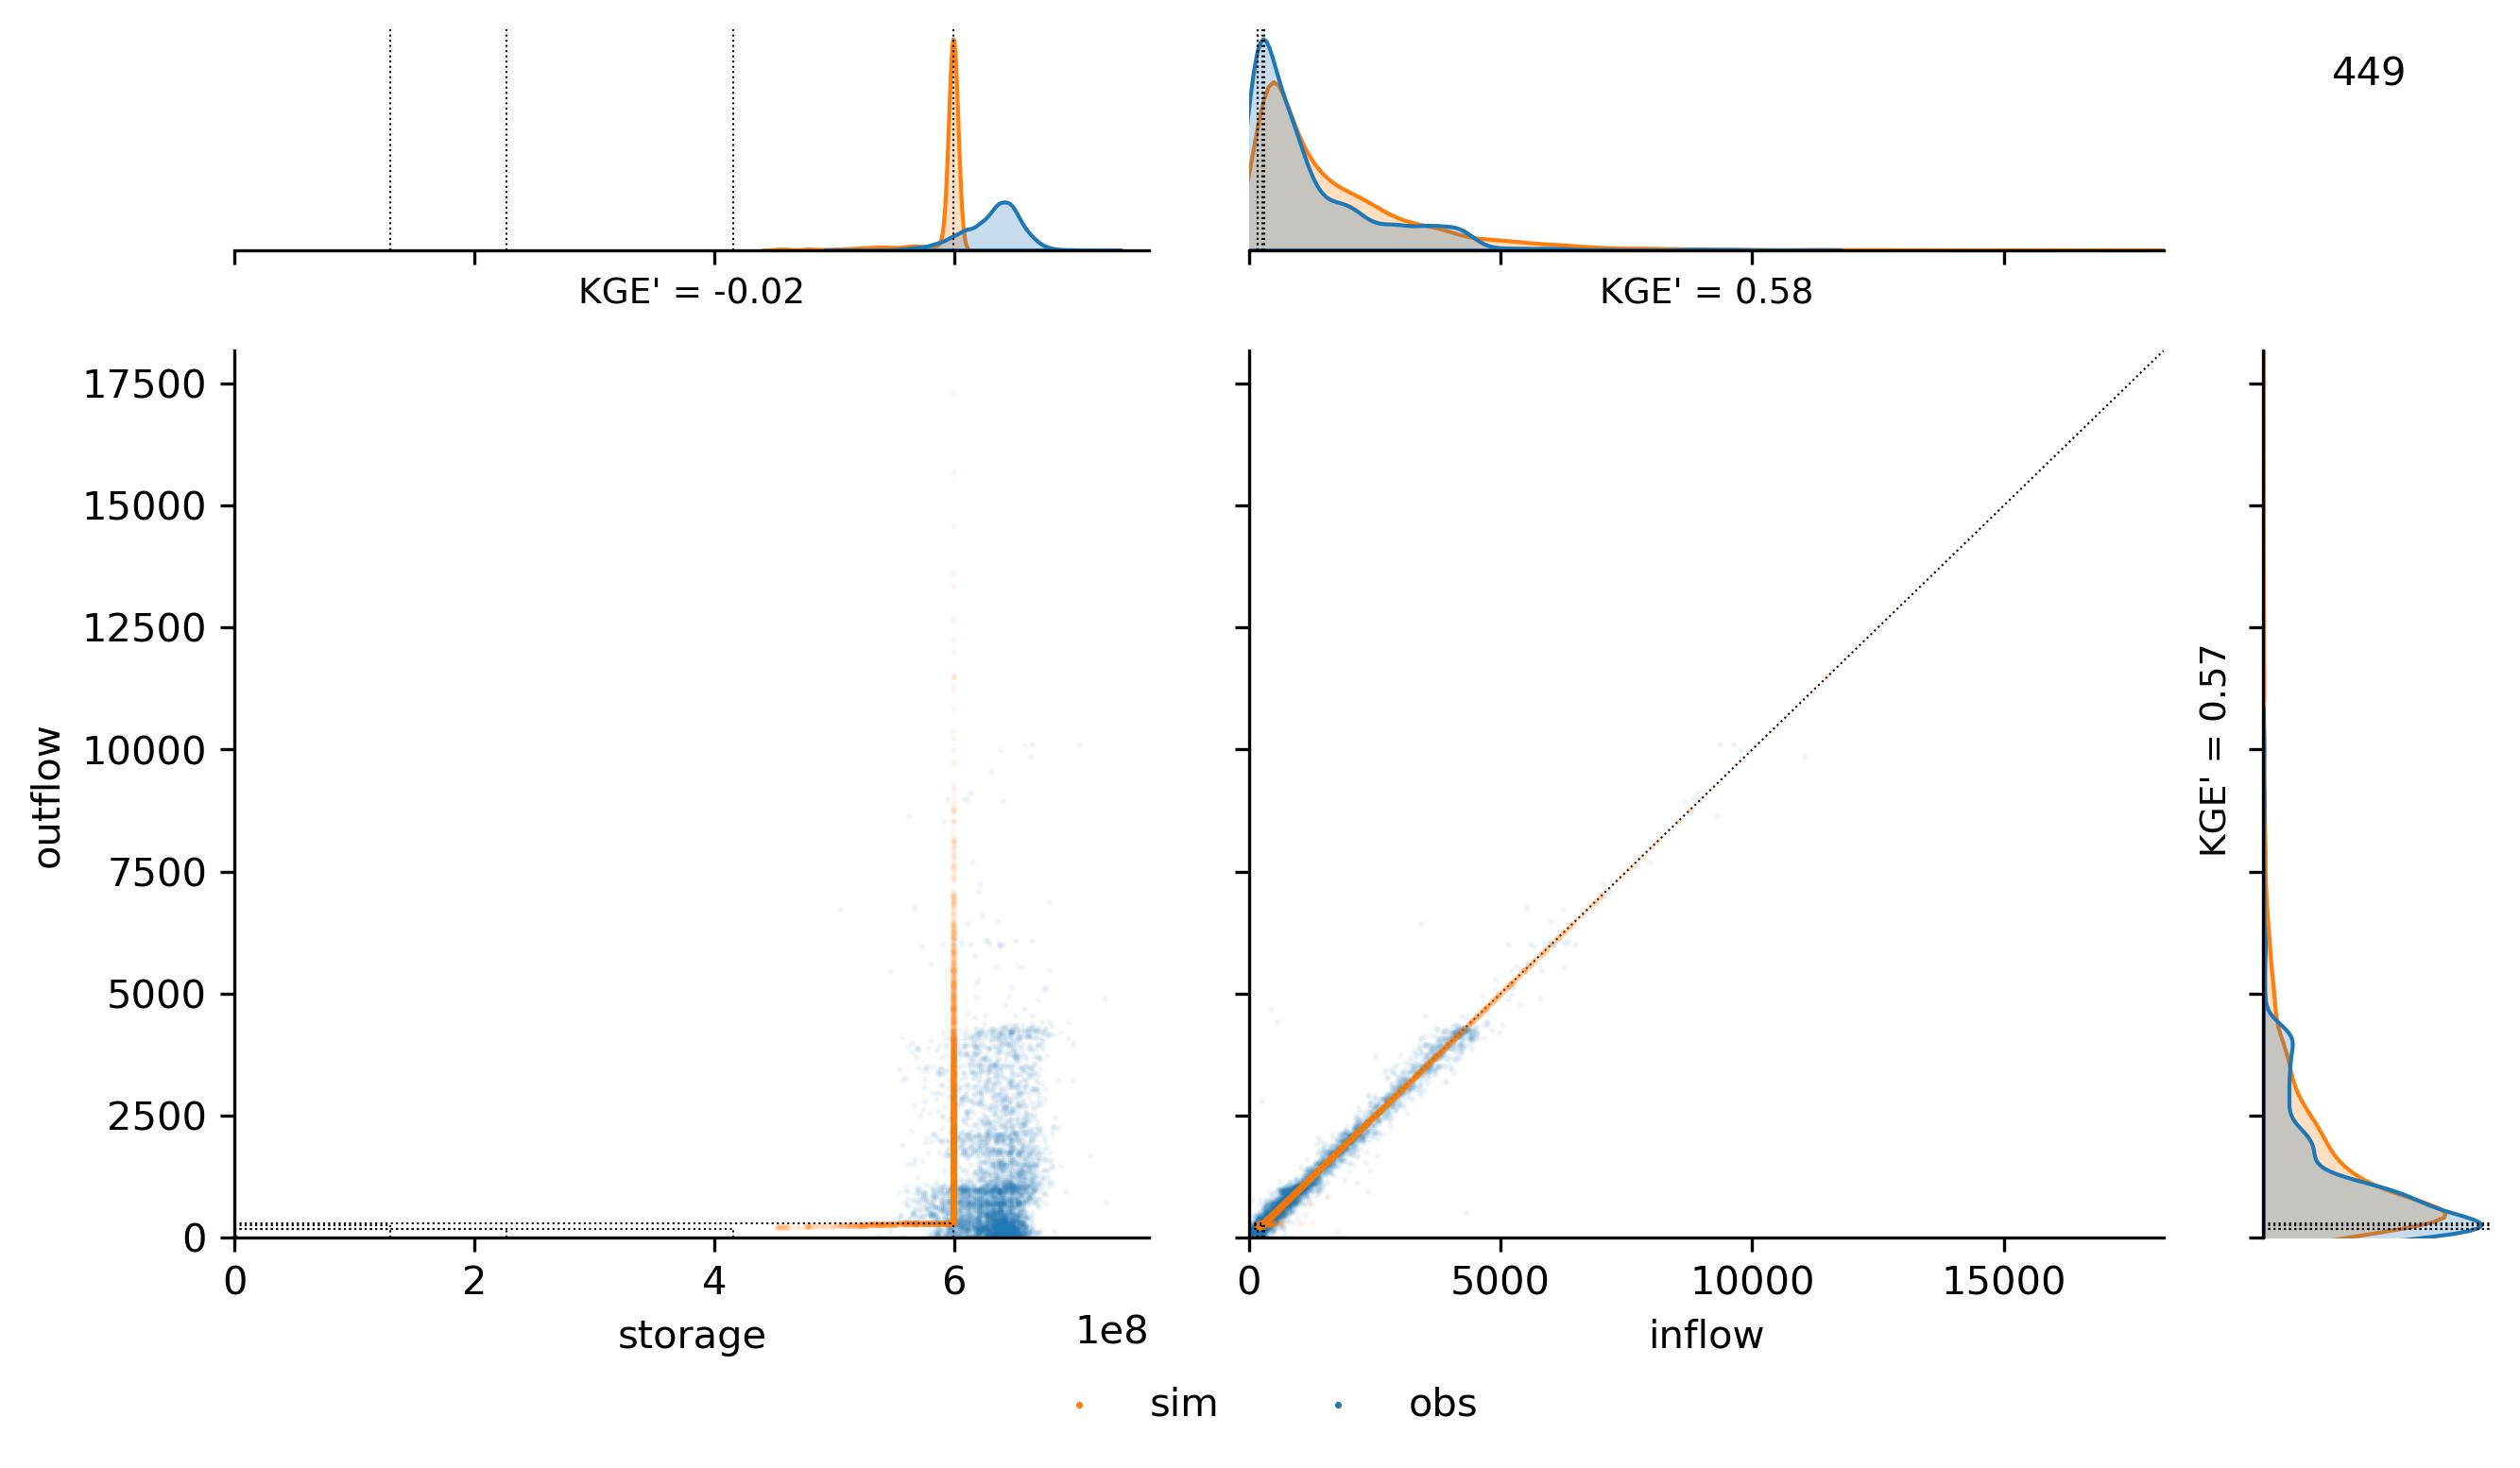 449
KGE' = -0.02
KGE' = 0.58
17500
15000
12500
10000
7500
5000
2500
0
outflow
KGE' = 0.57
0 2 4 6
0 5000 10000 15000
storage
1e8
inflow
sim obs